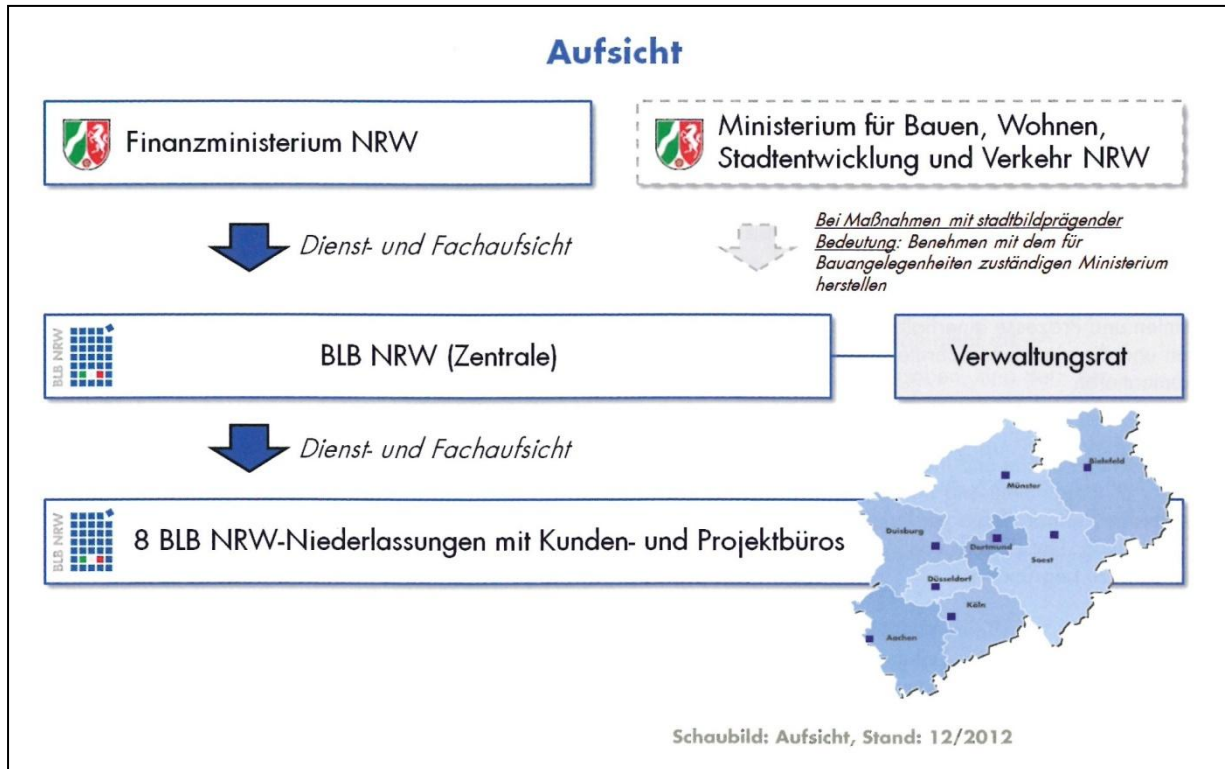 Aufsicht
Finanzministerium NRW
Ministerium für Bauen, Wohnen,
Stadtentwicklung und Verkehr NRW
Dienst- und Fachaufsicht
Bei Maßnahmen mit stadtbildprägender
Bedeutung: Benehmen mit dem für
Bauangelegenheiten zuständigen Ministerium
herstellen
BLB NRW
BLB NRW (Zentrale)
Verwaltungsrat
Dienst- und Fachaufsicht
BLB NRW
8 BLB NRW-Niederlassungen mit Kunden- und Projektbüros
Bielefeld
Münster
Duisburg
Dortmund
Soest
Düsseldorf
Köln
Aachen
Schaubild: Aufsicht, Stand: 12/2012